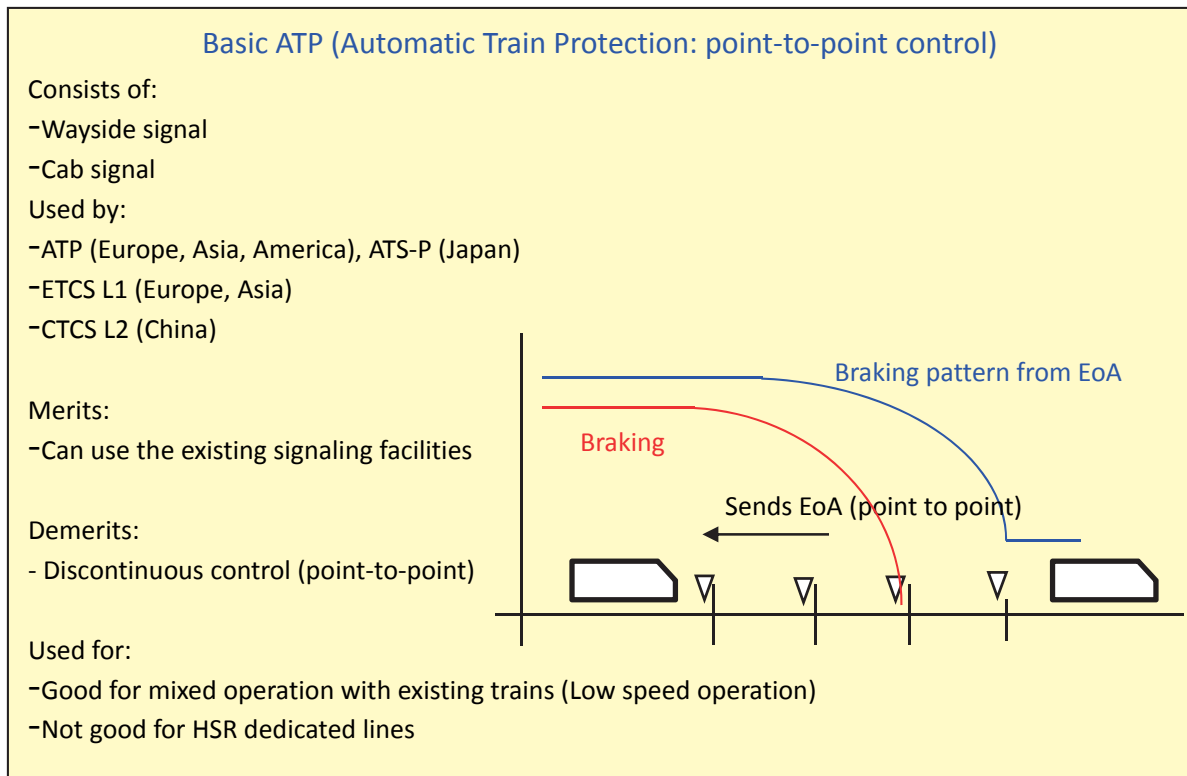 Basic ATP (Automatic Train Protection: point-to-point control)
Consists of:
-Wayside signal
-Cab signal
Used by:
-ATP (Europe, Asia, America), ATS-P (Japan)
-ETCS L1 (Europe, Asia)
-CTCS L2 (China)
Braking pattern from EoA
Merits:
-Can use the existing signaling facilities
Braking
Sends EoA (point to point)
Demerits:
- Discontinuous control (point-to-point)
Used for:
-Good for mixed operation with existing trains (Low speed operation)
-Not good for HSR dedicated lines